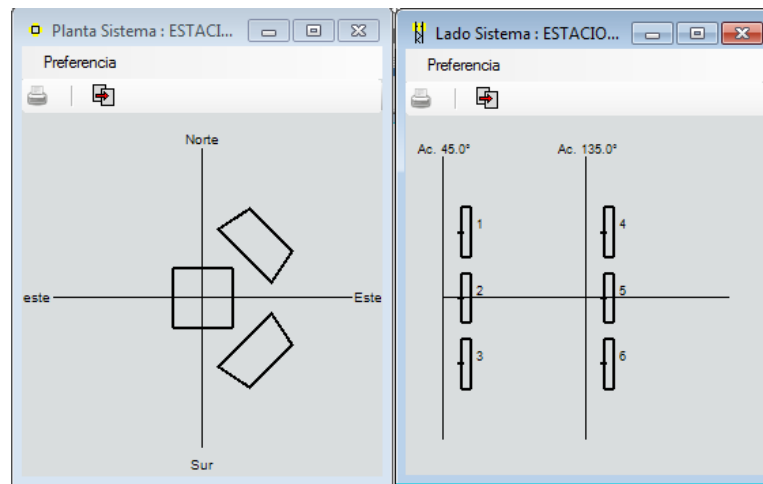 Planta Sistema : ESTACI...
Preferencia
Norte
este
Este
Sur
Lado Sistema : ESTACIO...
Preferencia
Ac. 45.0°
Ac. 135.0°
1
4
2
5
3
6